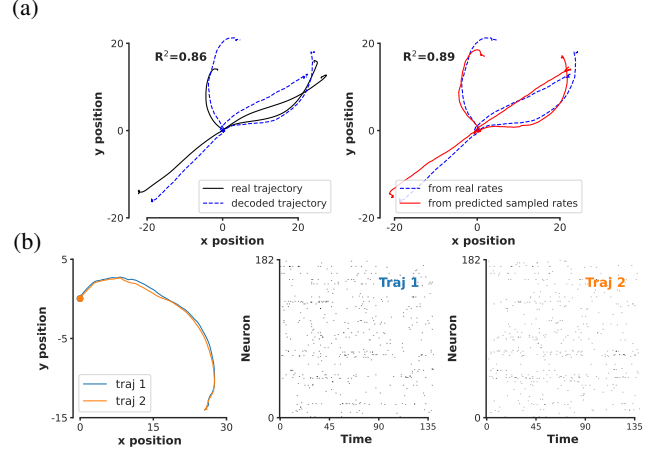 (a)
R²=0.86
20
0
-20
y position
-20
0
20
x position
real trajectory
decoded trajectory
R²=0.89
20
0
-20
y position
-20
0
20
x position
from real rates
from predicted sampled rates
(b)
5
-5
-15
y position
0
30
x position
traj 1
traj 2
182
0
Neuron
Traj 1
0
45
90
135
Time
182
0
Neuron
Traj 2
0
45
90
135
Time